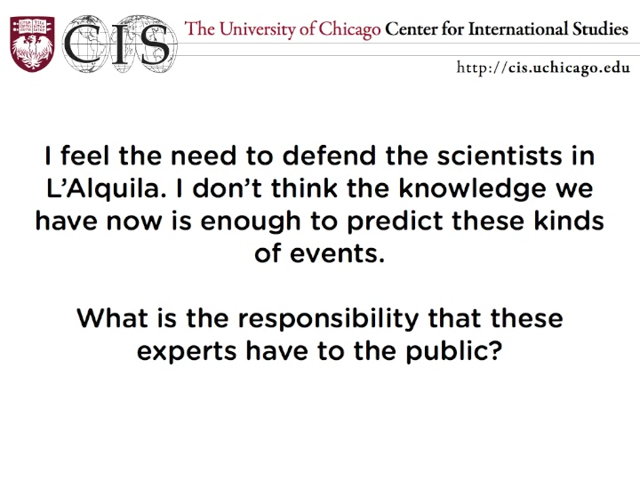 CIS
The University of Chicago Center for International Studies
http://cis.uchicago.edu
I feel the need to defend the scientists in
L’Alquila. I don’t think the knowledge we
have now is enough to predict these kinds
of events.
What is the responsibility that these
experts have to the public?